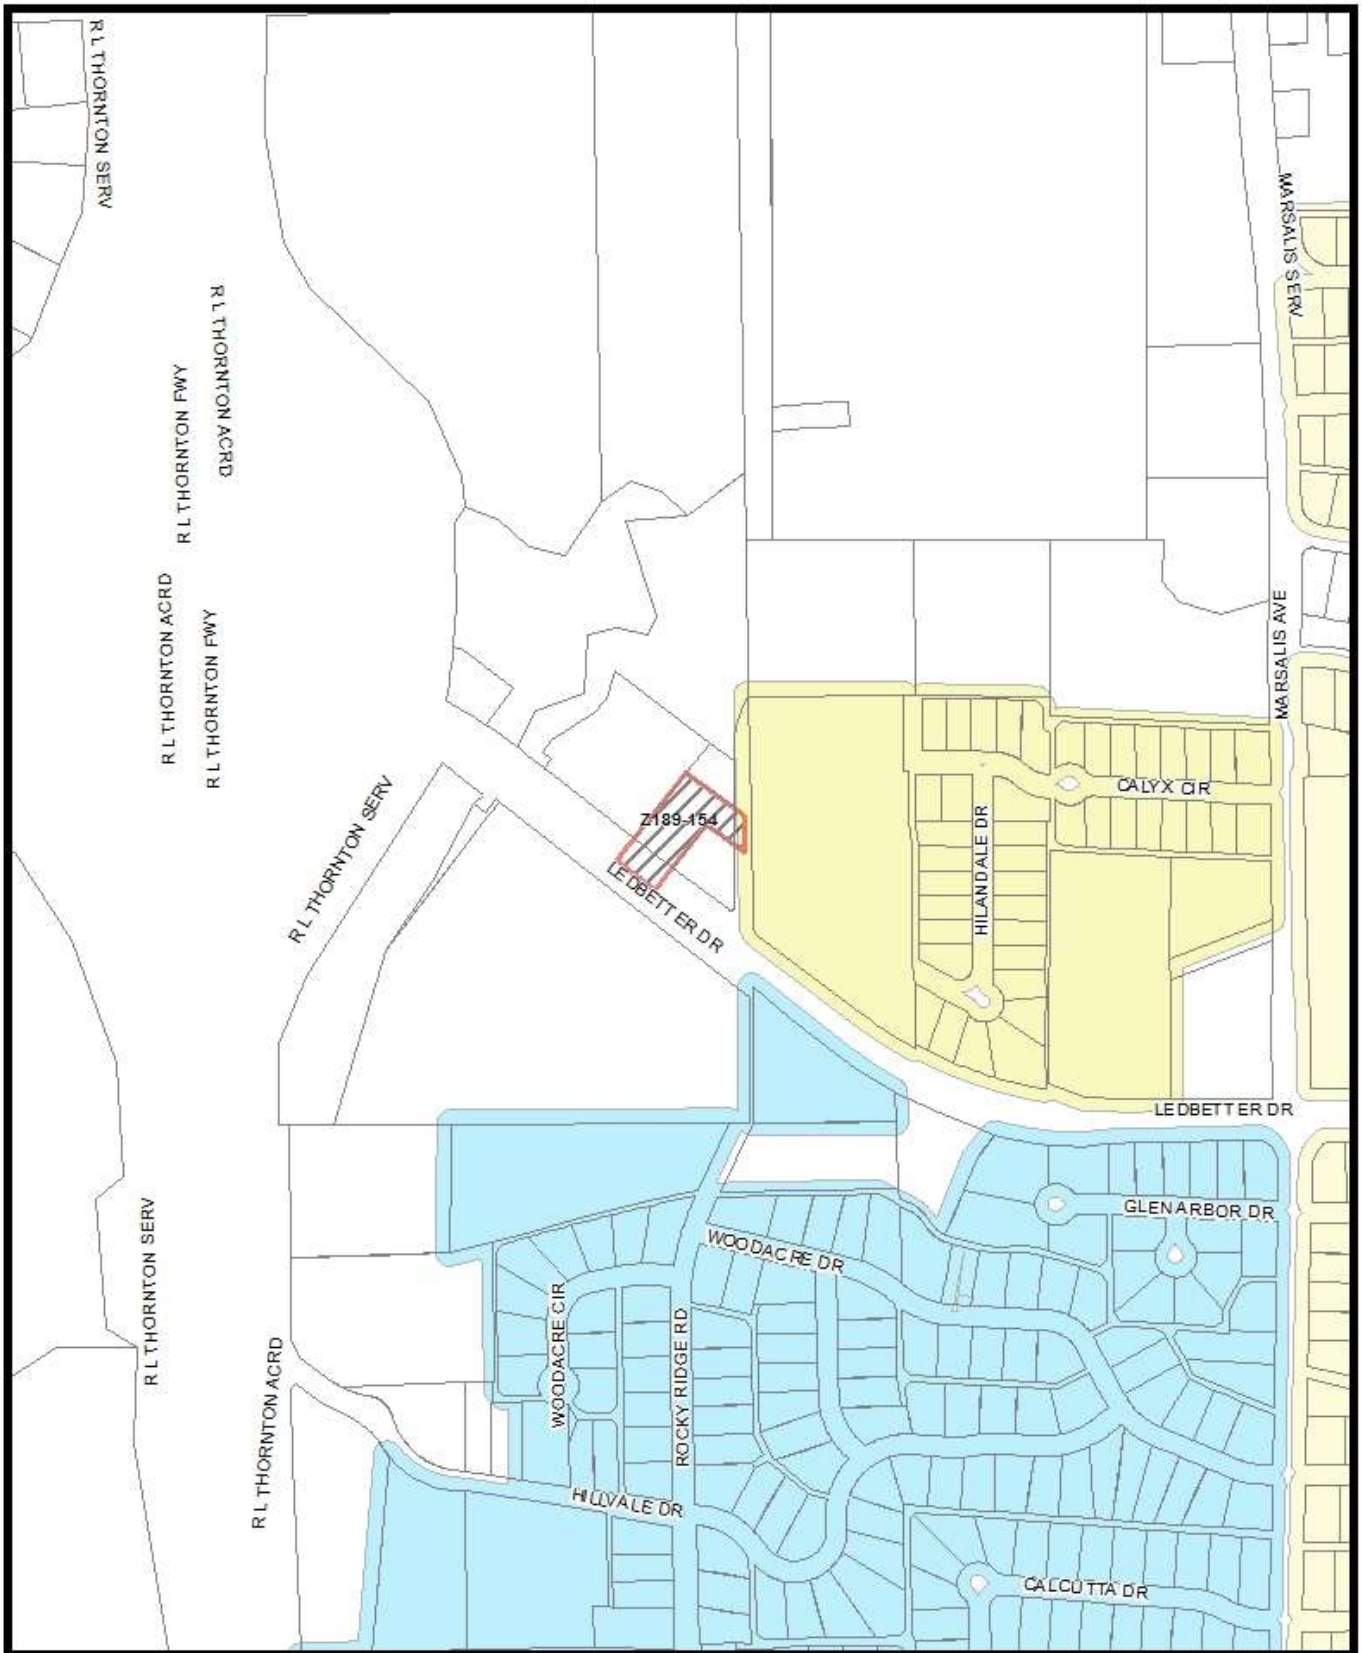 R L THORNTON SERV
MARSALIS SERV
R L THORNTON ACRD
R L THORNTON FWY
R L THORNTON ACRD
R L THORNTON FWY
MARSALIS AVE
R L THORNTON SERV
CALYX CIR
Z189-154
HILANDALE DR
LEDBETTER DR
LEDBETTER DR
GLEN ARBOR DR
R L THORNTON SERV
WOODACRE DR
WOODACRE CIR
ROCKY RIDGE RD
R L THORNTON ACRD
HILLVALE DR
CALCUTTA DR